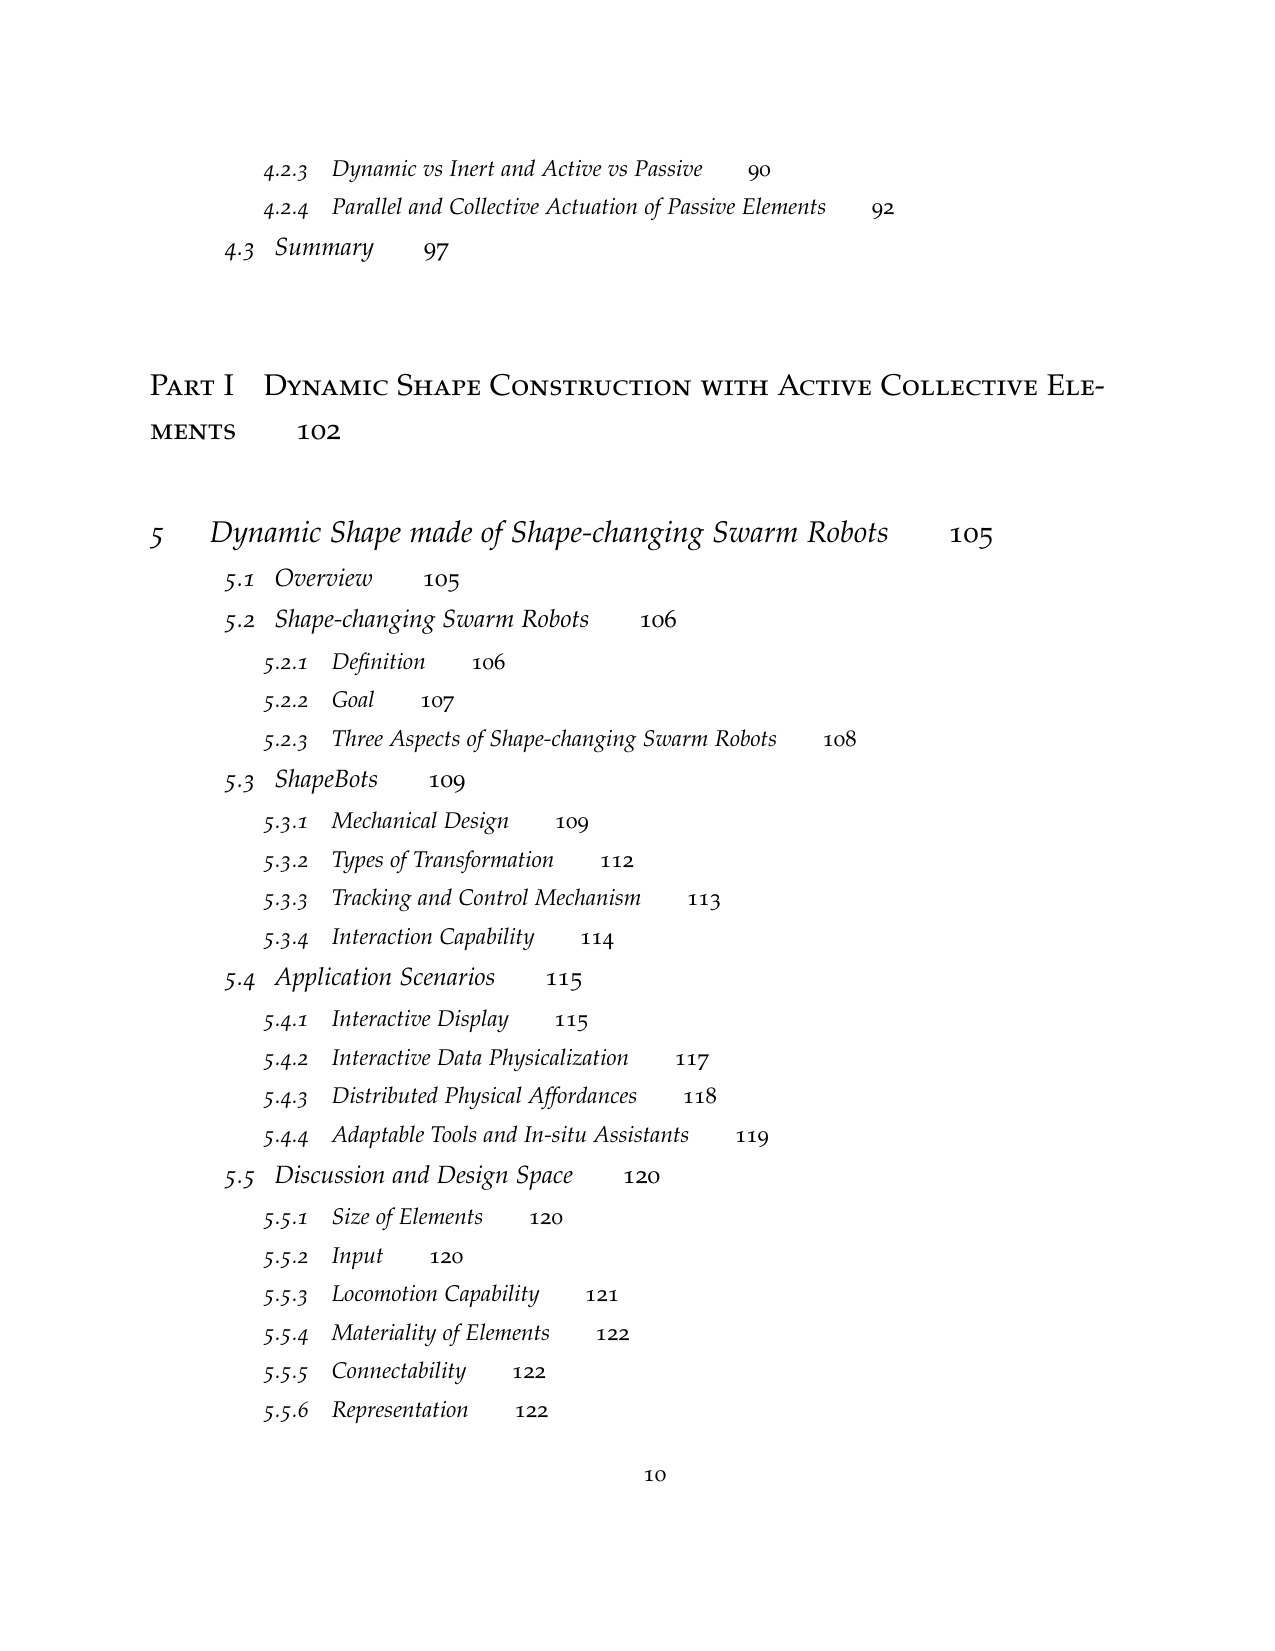 4.2.3 Dynamic vs Inert and Active vs Passive 90
4.2.4 Parallel and Collective Actuation of Passive Elements 92
4.3 Summary 97
Part I Dynamic Shape Construction with Active Collective Ele-
ments 102
5 Dynamic Shape made of Shape-changing Swarm Robots 105
5.1 Overview 105
5.2 Shape-changing Swarm Robots 106
5.2.1 Definition 106
5.2.2 Goal 107
5.2.3 Three Aspects of Shape-changing Swarm Robots 108
5.3 ShapeBots 109
5.3.1 Mechanical Design 109
5.3.2 Types of Transformation 112
5.3.3 Tracking and Control Mechanism 113
5.3.4 Interaction Capability 114
5.4 Application Scenarios 115
5.4.1 Interactive Display 115
5.4.2 Interactive Data Physicalization 117
5.4.3 Distributed Physical Affordances 118
5.4.4 Adaptable Tools and In-situ Assistants 119
5.5 Discussion and Design Space 120
5.5.1 Size of Elements 120
5.5.2 Input 120
5.5.3 Locomotion Capability 121
5.5.4 Materiality of Elements 122
5.5.5 Connectability 122
5.5.6 Representation 122
10